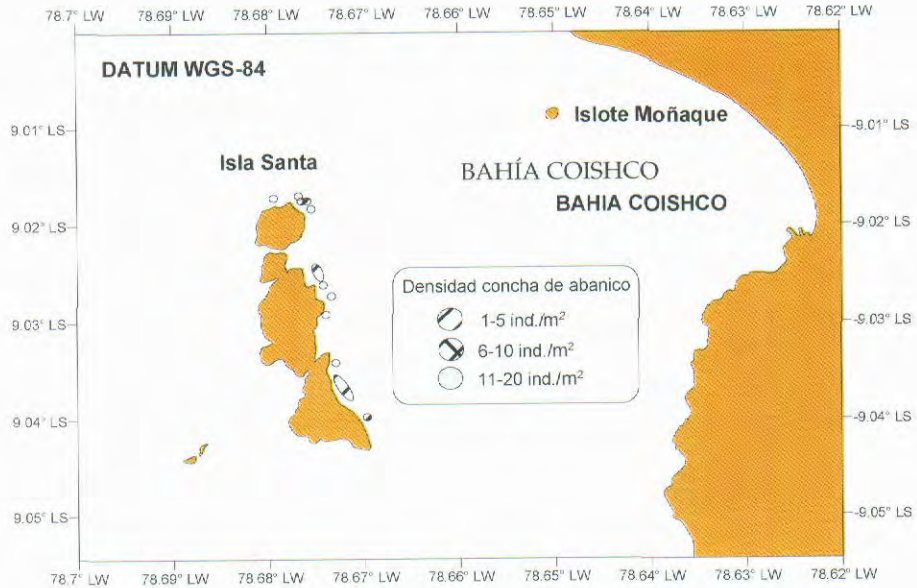 78.7° LW 78.69° LW 78.68° LW 78.67° LW 78.66° LW 78.65° LW 78.64° LW 78.63° LW 78.62° LW
DATUM WGS-84
Islote Moñaque
9.01° LS
-9.01° LS
Isla Santa
BAHÍA COISHCO
BAHIA COISHCO
9.02° LS
-9.02° LS
Densidad concha de abanico
1-5 ind./m²
6-10 ind./m²
11-20 ind./m²
9.03° LS
-9.03° LS
9.04° LS
-9.04° LS
9.05° LS
-9.05° LS
78.7° LW 78.69° LW 78.68° LW 78.67° LW 78.66° LW 78.65° LW 78.64° LW 78.63° LW 78.62° LW